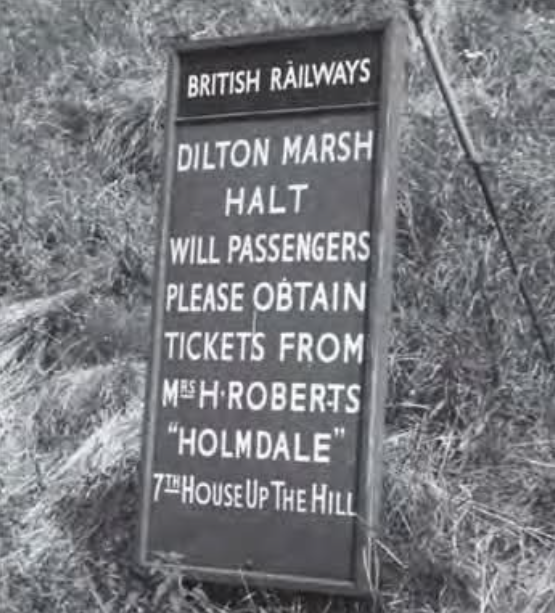 BRITISH RAILWAYS
DILTON MARSH
HALT
WILL PASSENGERS
PLEASE OBTAIN
TICKETS FROM
MRS H·ROBERTS
"HOLMDALE"
7TH HOUSE UP THE HILL